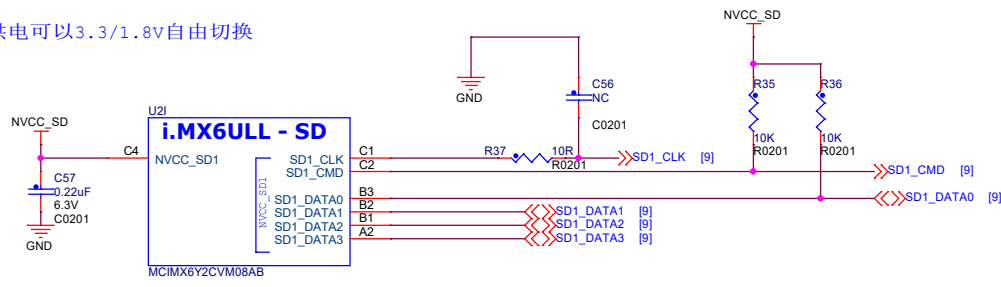 供电可以3.3/1.8V自由切换
NVCC_SD
GND
C56
NC
C0201
R35
10K
R0201
R36
10K
R0201
NVCC_SD
C57
0.22uF
6.3V
C0201
GND
U2I
i.MX6ULL - SD
C4
NVCC_SD1
NVCC_SD1
SD1_CLK
SD1_CMD
SD1_DATA0
SD1_DATA1
SD1_DATA2
SD1_DATA3
C1
C2
B3
B2
B1
A2
R37
10R
R0201
SD1_CLK [9]
SD1_CMD [9]
SD1_DATA0 [9]
SD1_DATA1 [9]
SD1_DATA2 [9]
SD1_DATA3 [9]
MCIMX6Y2CVM08AB